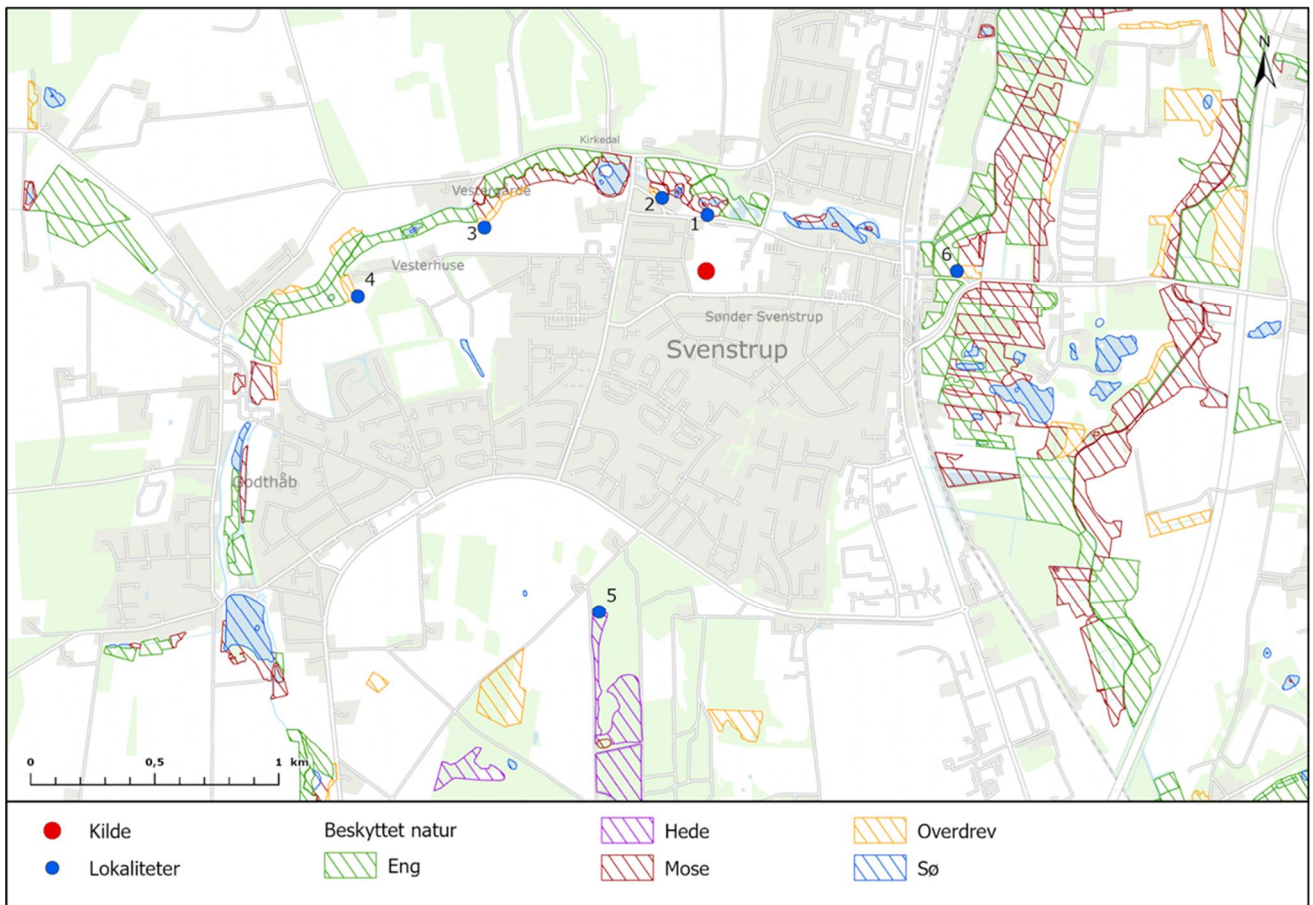 N
Kirkedal
Vestergårde
2
1
3
Vesterhuse
6
4
Sønder Svenstrup
Svenstrup
Godthåb
5
0 0,5 1 km
Kilde Beskyttet natur Hede Overdrev
Lokaliteter Eng Mose Sø